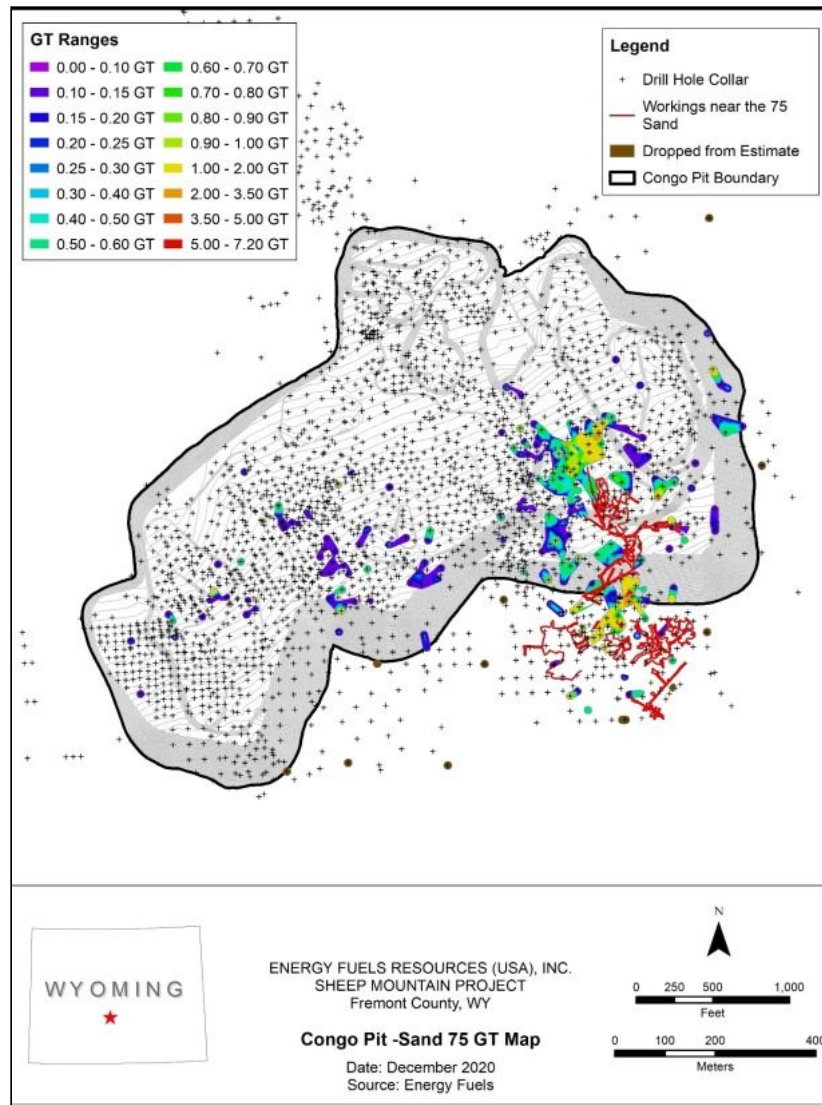 GT Ranges
0.00 - 0.10 GT
0.10 - 0.15 GT
0.15 - 0.20 GT
0.20 - 0.25 GT
0.25 - 0.30 GT
0.30 - 0.40 GT
0.40 - 0.50 GT
0.50 - 0.60 GT
0.60 - 0.70 GT
0.70 - 0.80 GT
0.80 - 0.90 GT
0.90 - 1.00 GT
1.00 - 2.00 GT
2.00 - 3.50 GT
3.50 - 5.00 GT
5.00 - 7.20 GT
Legend
Drill Hole Collar
Workings near the 75
Sand
Dropped from Estimate
Congo Pit Boundary
WYOMING
ENERGY FUELS RESOURCES (USA), INC.
SHEEP MOUNTAIN PROJECT
Fremont County, WY
Congo Pit -Sand 75 GT Map
Date: December 2020
Source: Energy Fuels
N
0 250 500 1,000
Feet
0 100 200 400
Meters